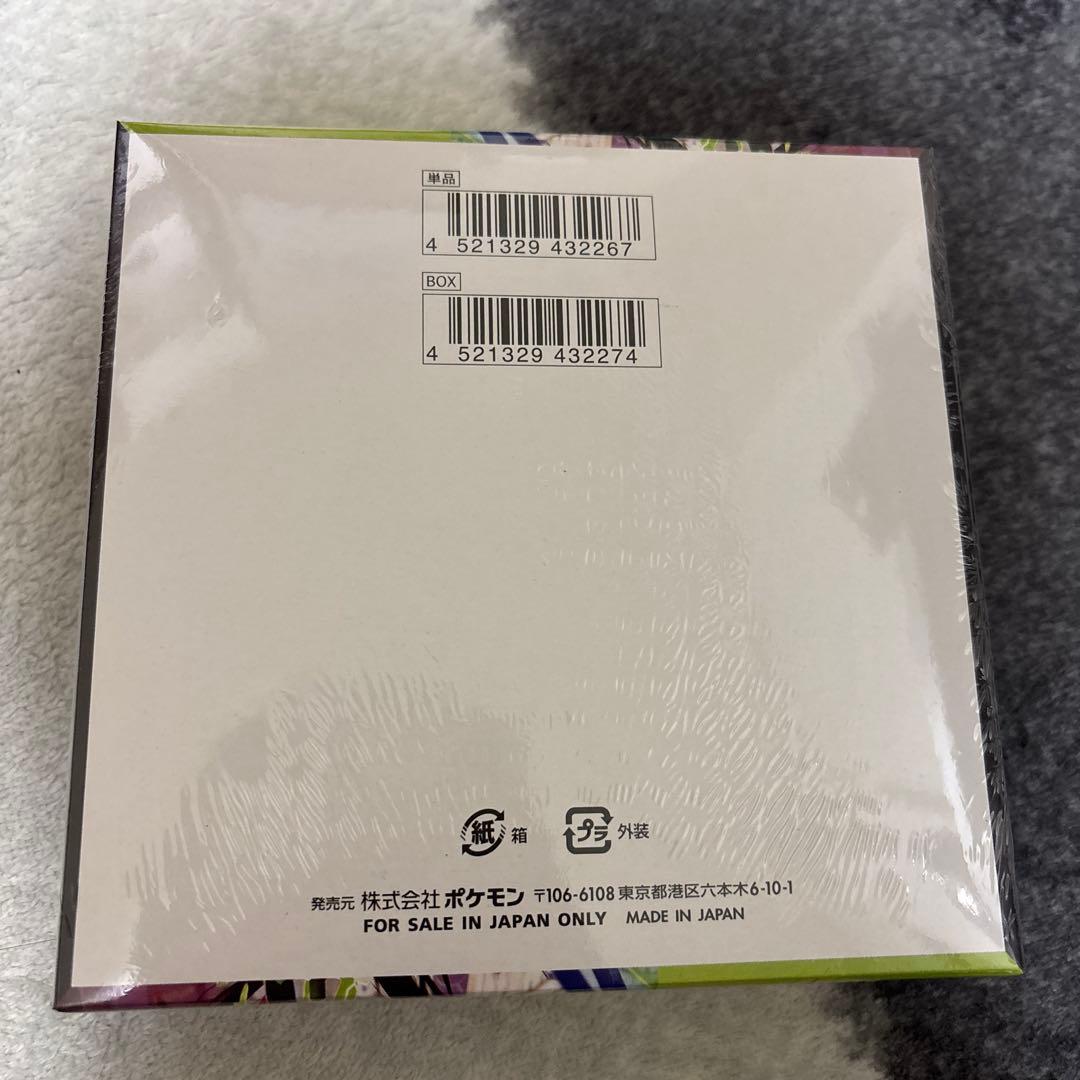 単品
4 521329 432267
BOX
4 521329 432274
紙 箱 プラ 外装
発売元 株式会社 ポケモン 〒106-6108 東京都港区六本木6-10-1
FOR SALE IN JAPAN ONLY MADE IN JAPAN